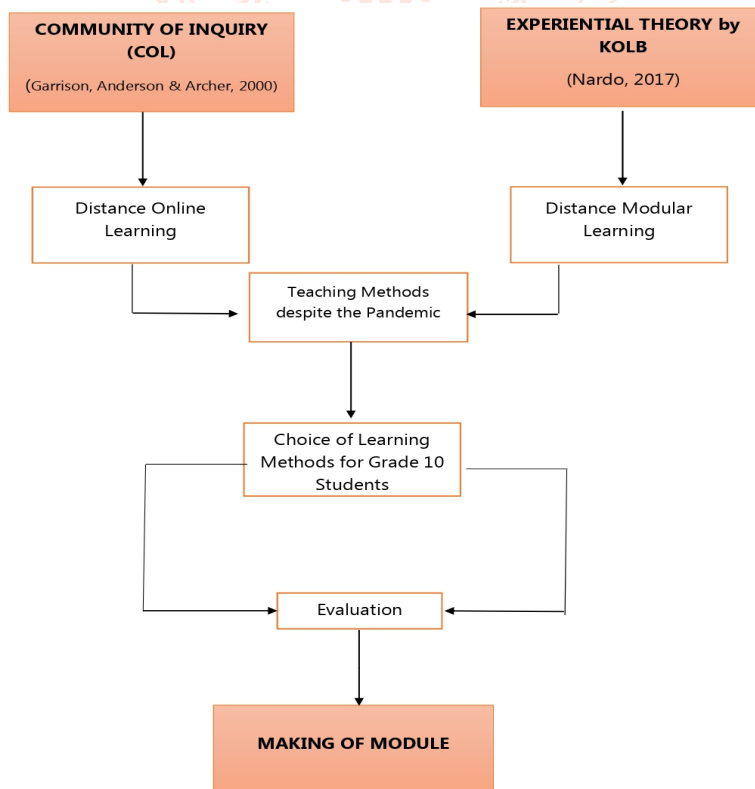 COMMUNITY OF INQUIRY
(COL)
(Garrison, Anderson & Archer, 2000)
EXPERIENTIAL THEORY by
KOLB
(Nardo, 2017)
Distance Online
Learning
Distance Modular
Learning
Teaching Methods
despite the Pandemic
Choice of Learning
Methods for Grade 10
Students
Evaluation
MAKING OF MODULE